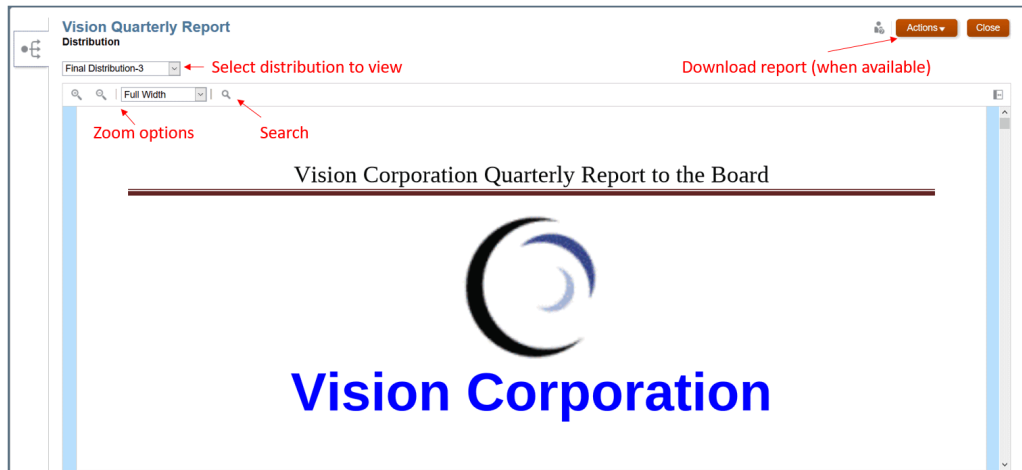 Vision Quarterly Report
Distribution
Actions
Close
Final Distribution-3
Select distribution to view
Download report (when available)
Full Width
Zoom options
Search
Vision Corporation Quarterly Report to the Board
Vision Corporation